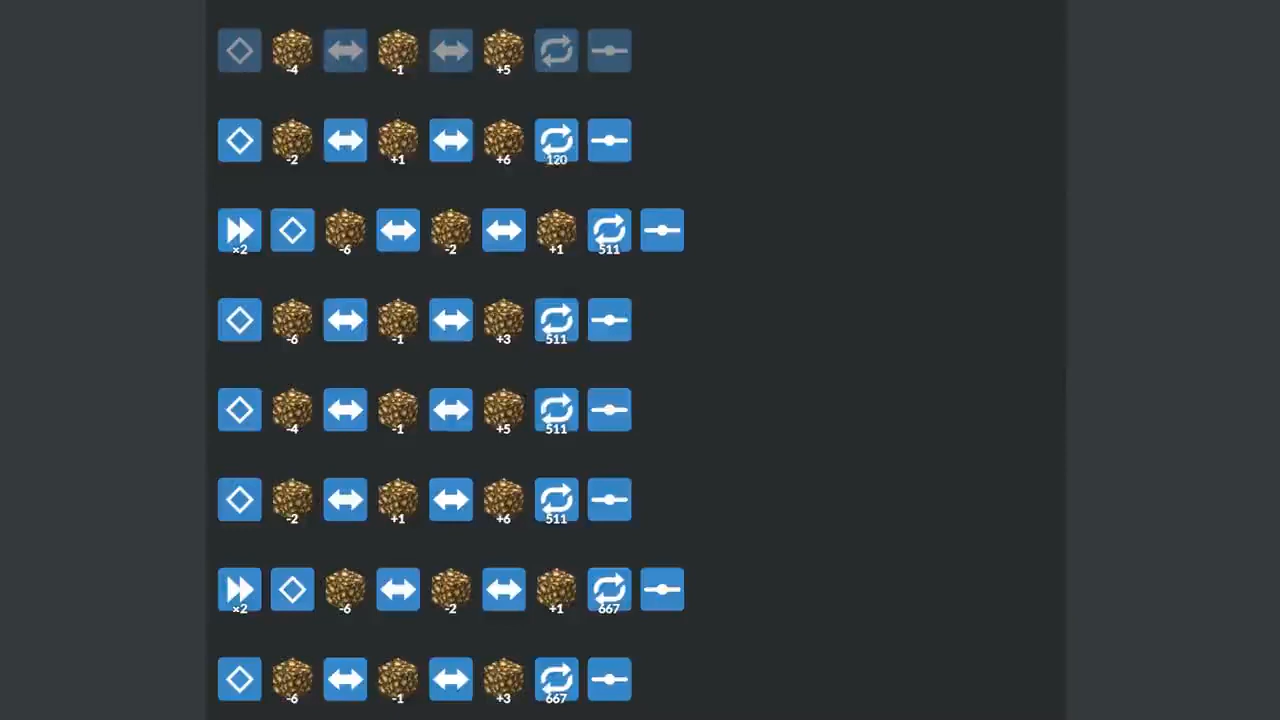 -4 -1 +5
-2 +1 +6 120
×2 -6 -2 +1 511
-6 -1 +3 511
-4 -1 +5 511
-2 +1 +6 511
×2 -6 -2 +1 667
-6 -1 +3 667